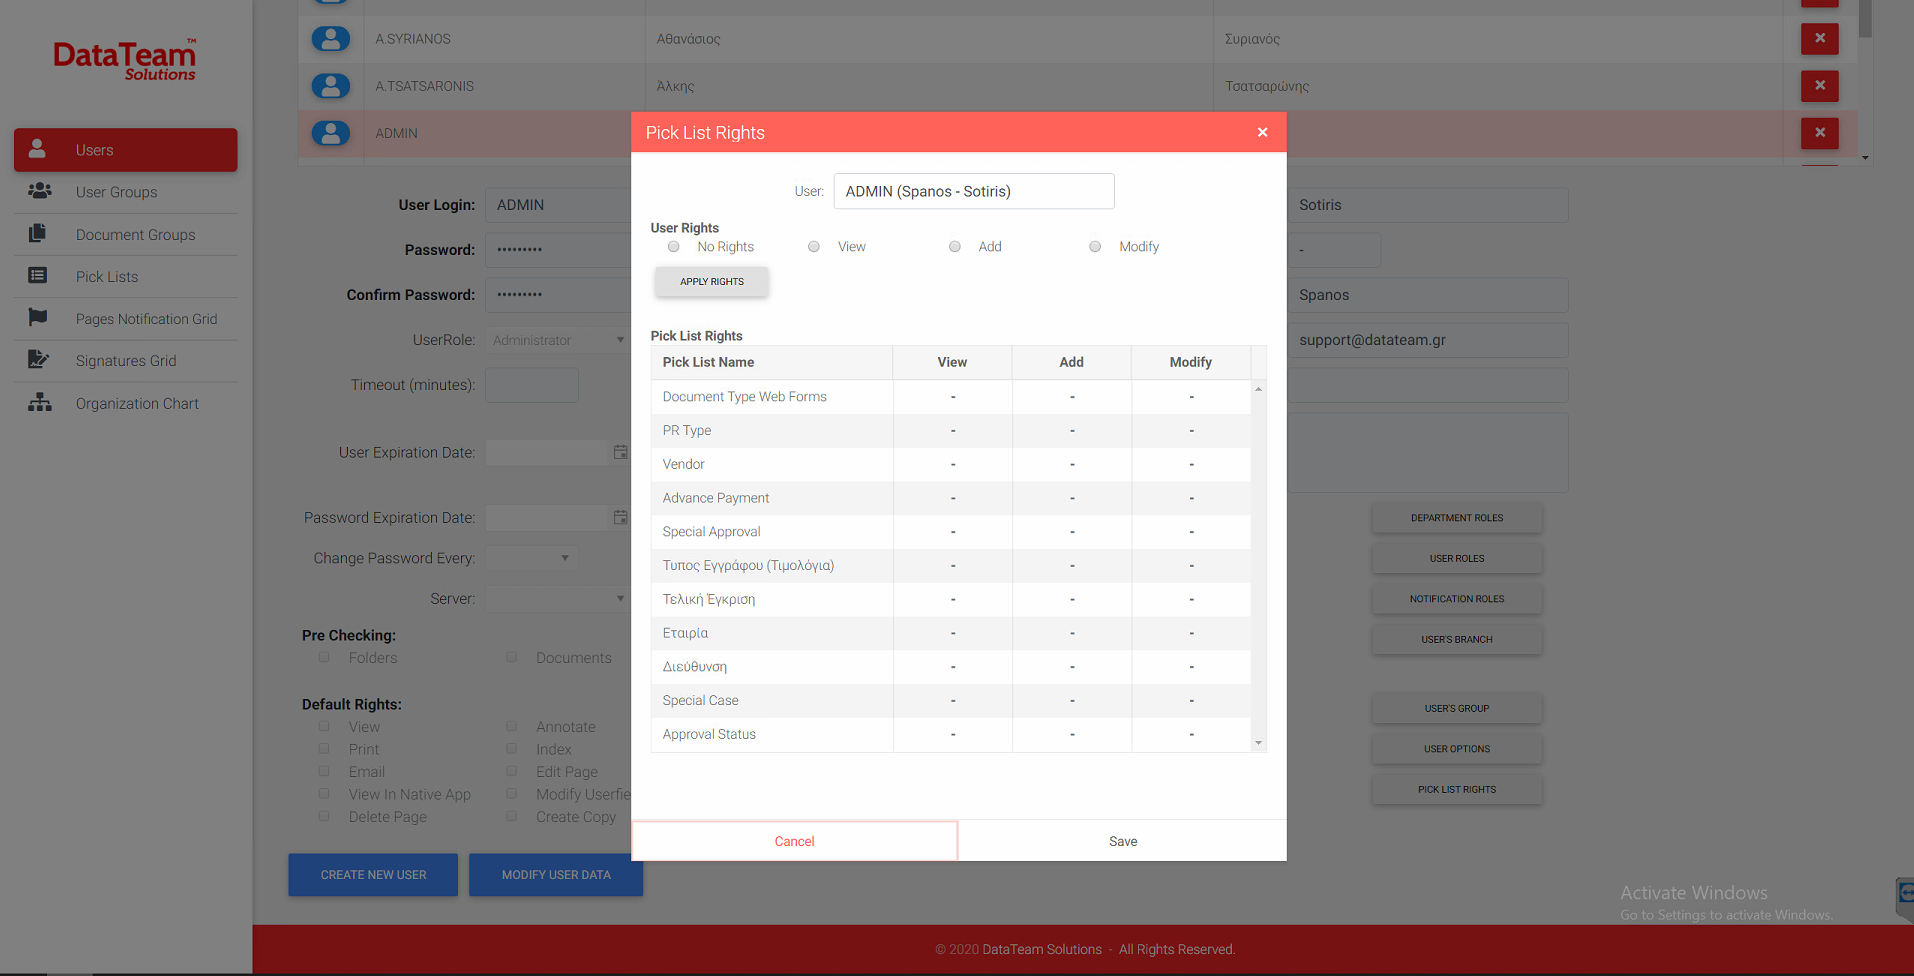 DataTeam™
Solutions
Users
User Groups
Document Groups
Pick Lists
Pages Notification Grid
Signatures Grid
Organization Chart
A.SYRIANOS Αθανάσιος Συριανός
A.TSATSARONIS Άλκης Τσατσαρώνης
ADMIN
User Login: ADMIN Sotiris
Password: ••••••••• -
Confirm Password: ••••••••• Spanos
UserRole: Administrator support@datateam.gr
Timeout (minutes):
User Expiration Date:
Password Expiration Date:
Change Password Every:
Server:
Pre Checking:
Folders Documents
Default Rights:
View Annotate
Print Index
Email Edit Page
View In Native App Modify Userfie
Delete Page Create Copy
CREATE NEW USER MODIFY USER DATA
DEPARTMENT ROLES
USER ROLES
NOTIFICATION ROLES
USER'S BRANCH
USER'S GROUP
USER OPTIONS
PICK LIST RIGHTS
Pick List Rights
User: ADMIN (Spanos - Sotiris)
User Rights
No Rights View Add Modify
APPLY RIGHTS
Pick List Rights
Pick List Name View Add Modify
Document Type Web Forms - - -
PR Type - - -
Vendor - - -
Advance Payment - - -
Special Approval - - -
Τυπος Εγγράφου (Τιμολόγια) - - -
Τελική Έγκριση - - -
Εταιρία - - -
Διεύθυνση - - -
Special Case - - -
Approval Status - - -
Cancel Save
Activate Windows
Go to Settings to activate Windows.
© 2020 DataTeam Solutions - All Rights Reserved.